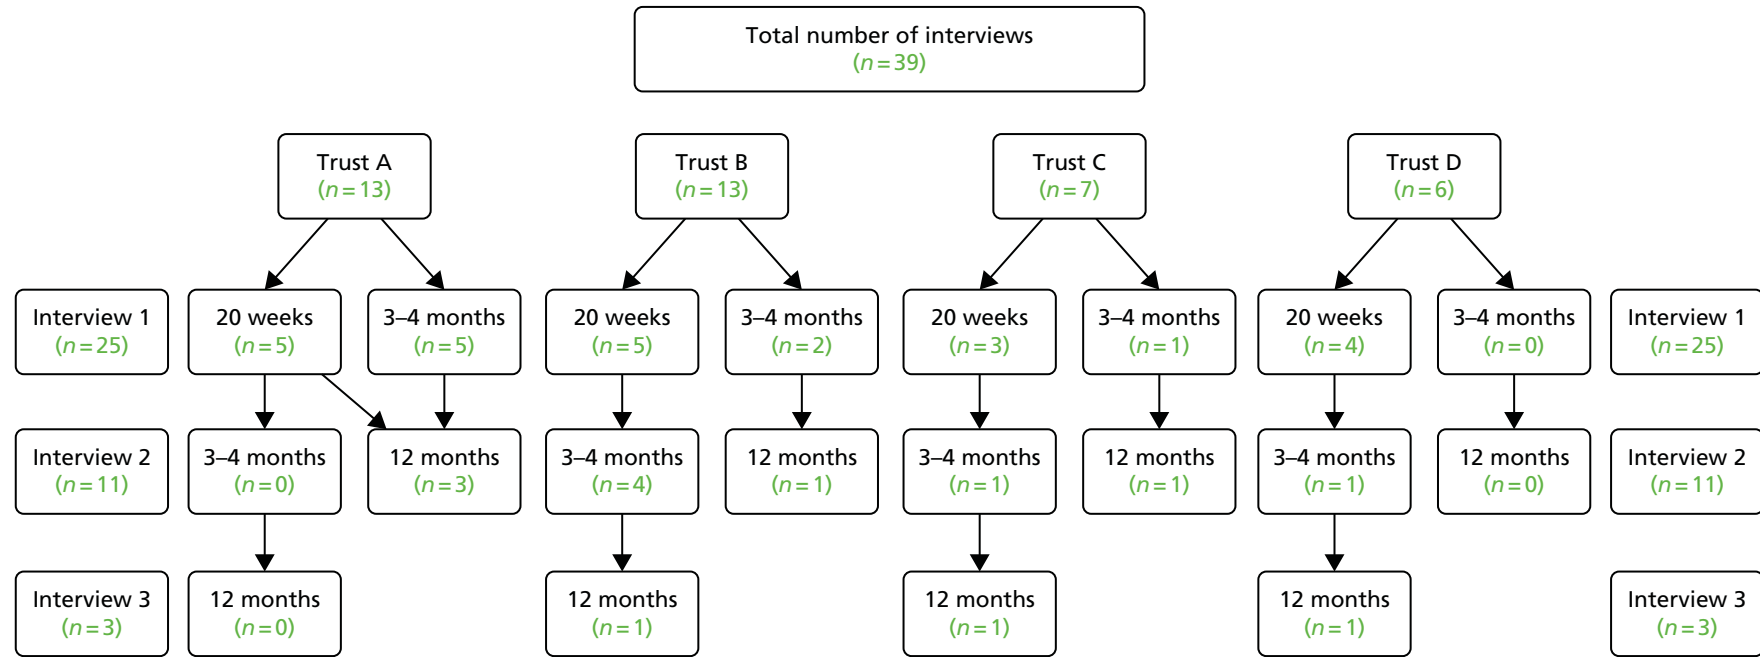 Total number of interviews
(n=39)
Trust A
(n=13)
Trust B
(n=13)
Trust C
(n=7)
Trust D
(n=6)
Interview 1
(n=25)
20 weeks
(n=5)
3–4 months
(n=5)
20 weeks
(n=5)
3–4 months
(n=2)
20 weeks
(n=3)
3–4 months
(n=1)
20 weeks
(n=4)
3–4 months
(n=0)
Interview 1
(n=25)
Interview 2
(n=11)
3–4 months
(n=0)
12 months
(n=3)
3–4 months
(n=4)
12 months
(n=1)
3–4 months
(n=1)
12 months
(n=1)
3–4 months
(n=1)
12 months
(n=0)
Interview 2
(n=11)
Interview 3
(n=3)
12 months
(n=0)
12 months
(n=1)
12 months
(n=1)
12 months
(n=1)
Interview 3
(n=3)